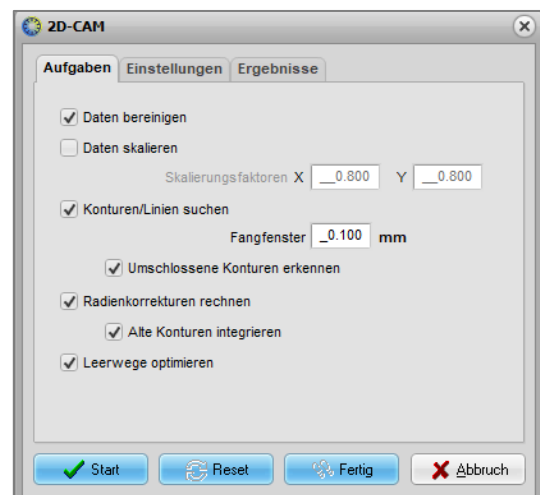 2D-CAM
Aufgaben Einstellungen Ergebnisse
Daten bereinigen
Daten skalieren
Skalierungsfaktoren X __0.800 Y __0.800
Konturen/Linien suchen
Fangfenster _0.100 mm
Umschlossene Konturen erkennen
Radienkorrekturen rechnen
Alte Konturen integrieren
Leerwege optimieren
Start Reset Fertig Abbruch